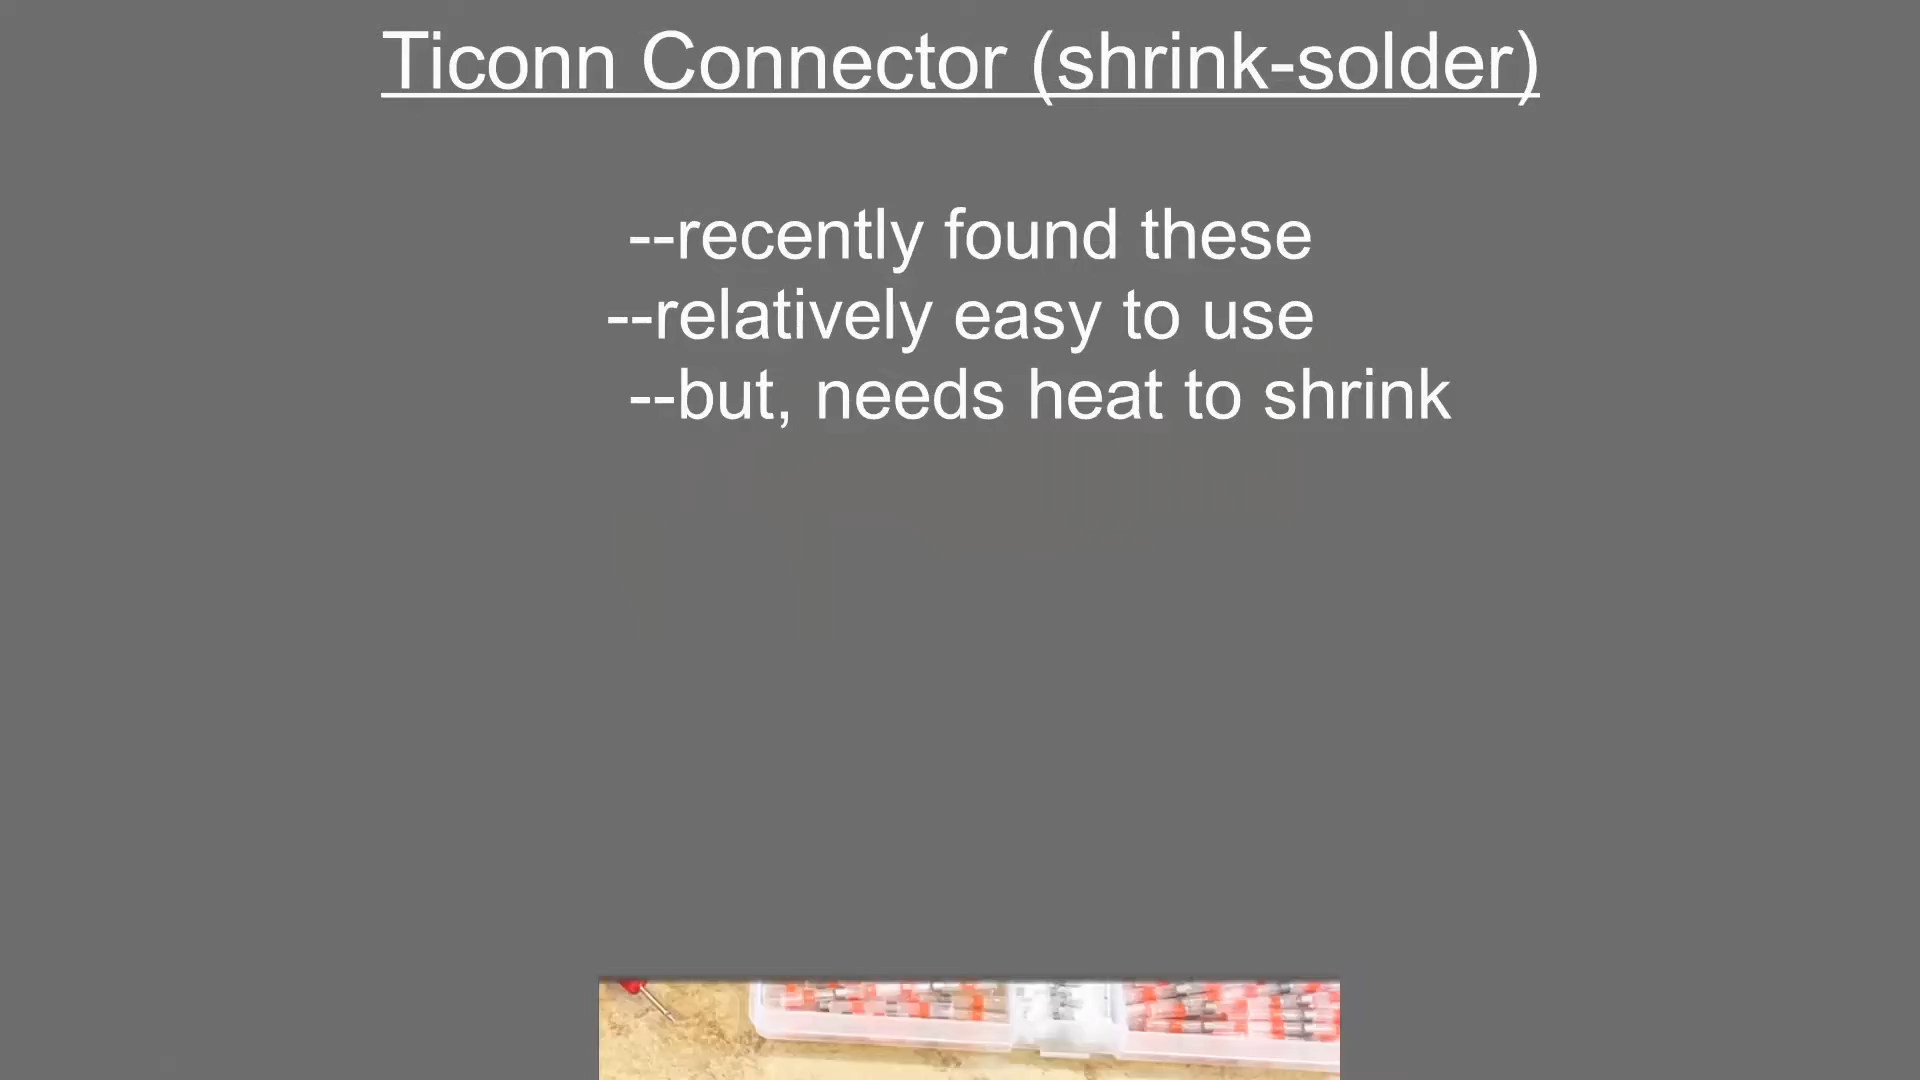 Ticonn Connector (shrink-solder)
--recently found these
--relatively easy to use
--but, needs heat to shrink